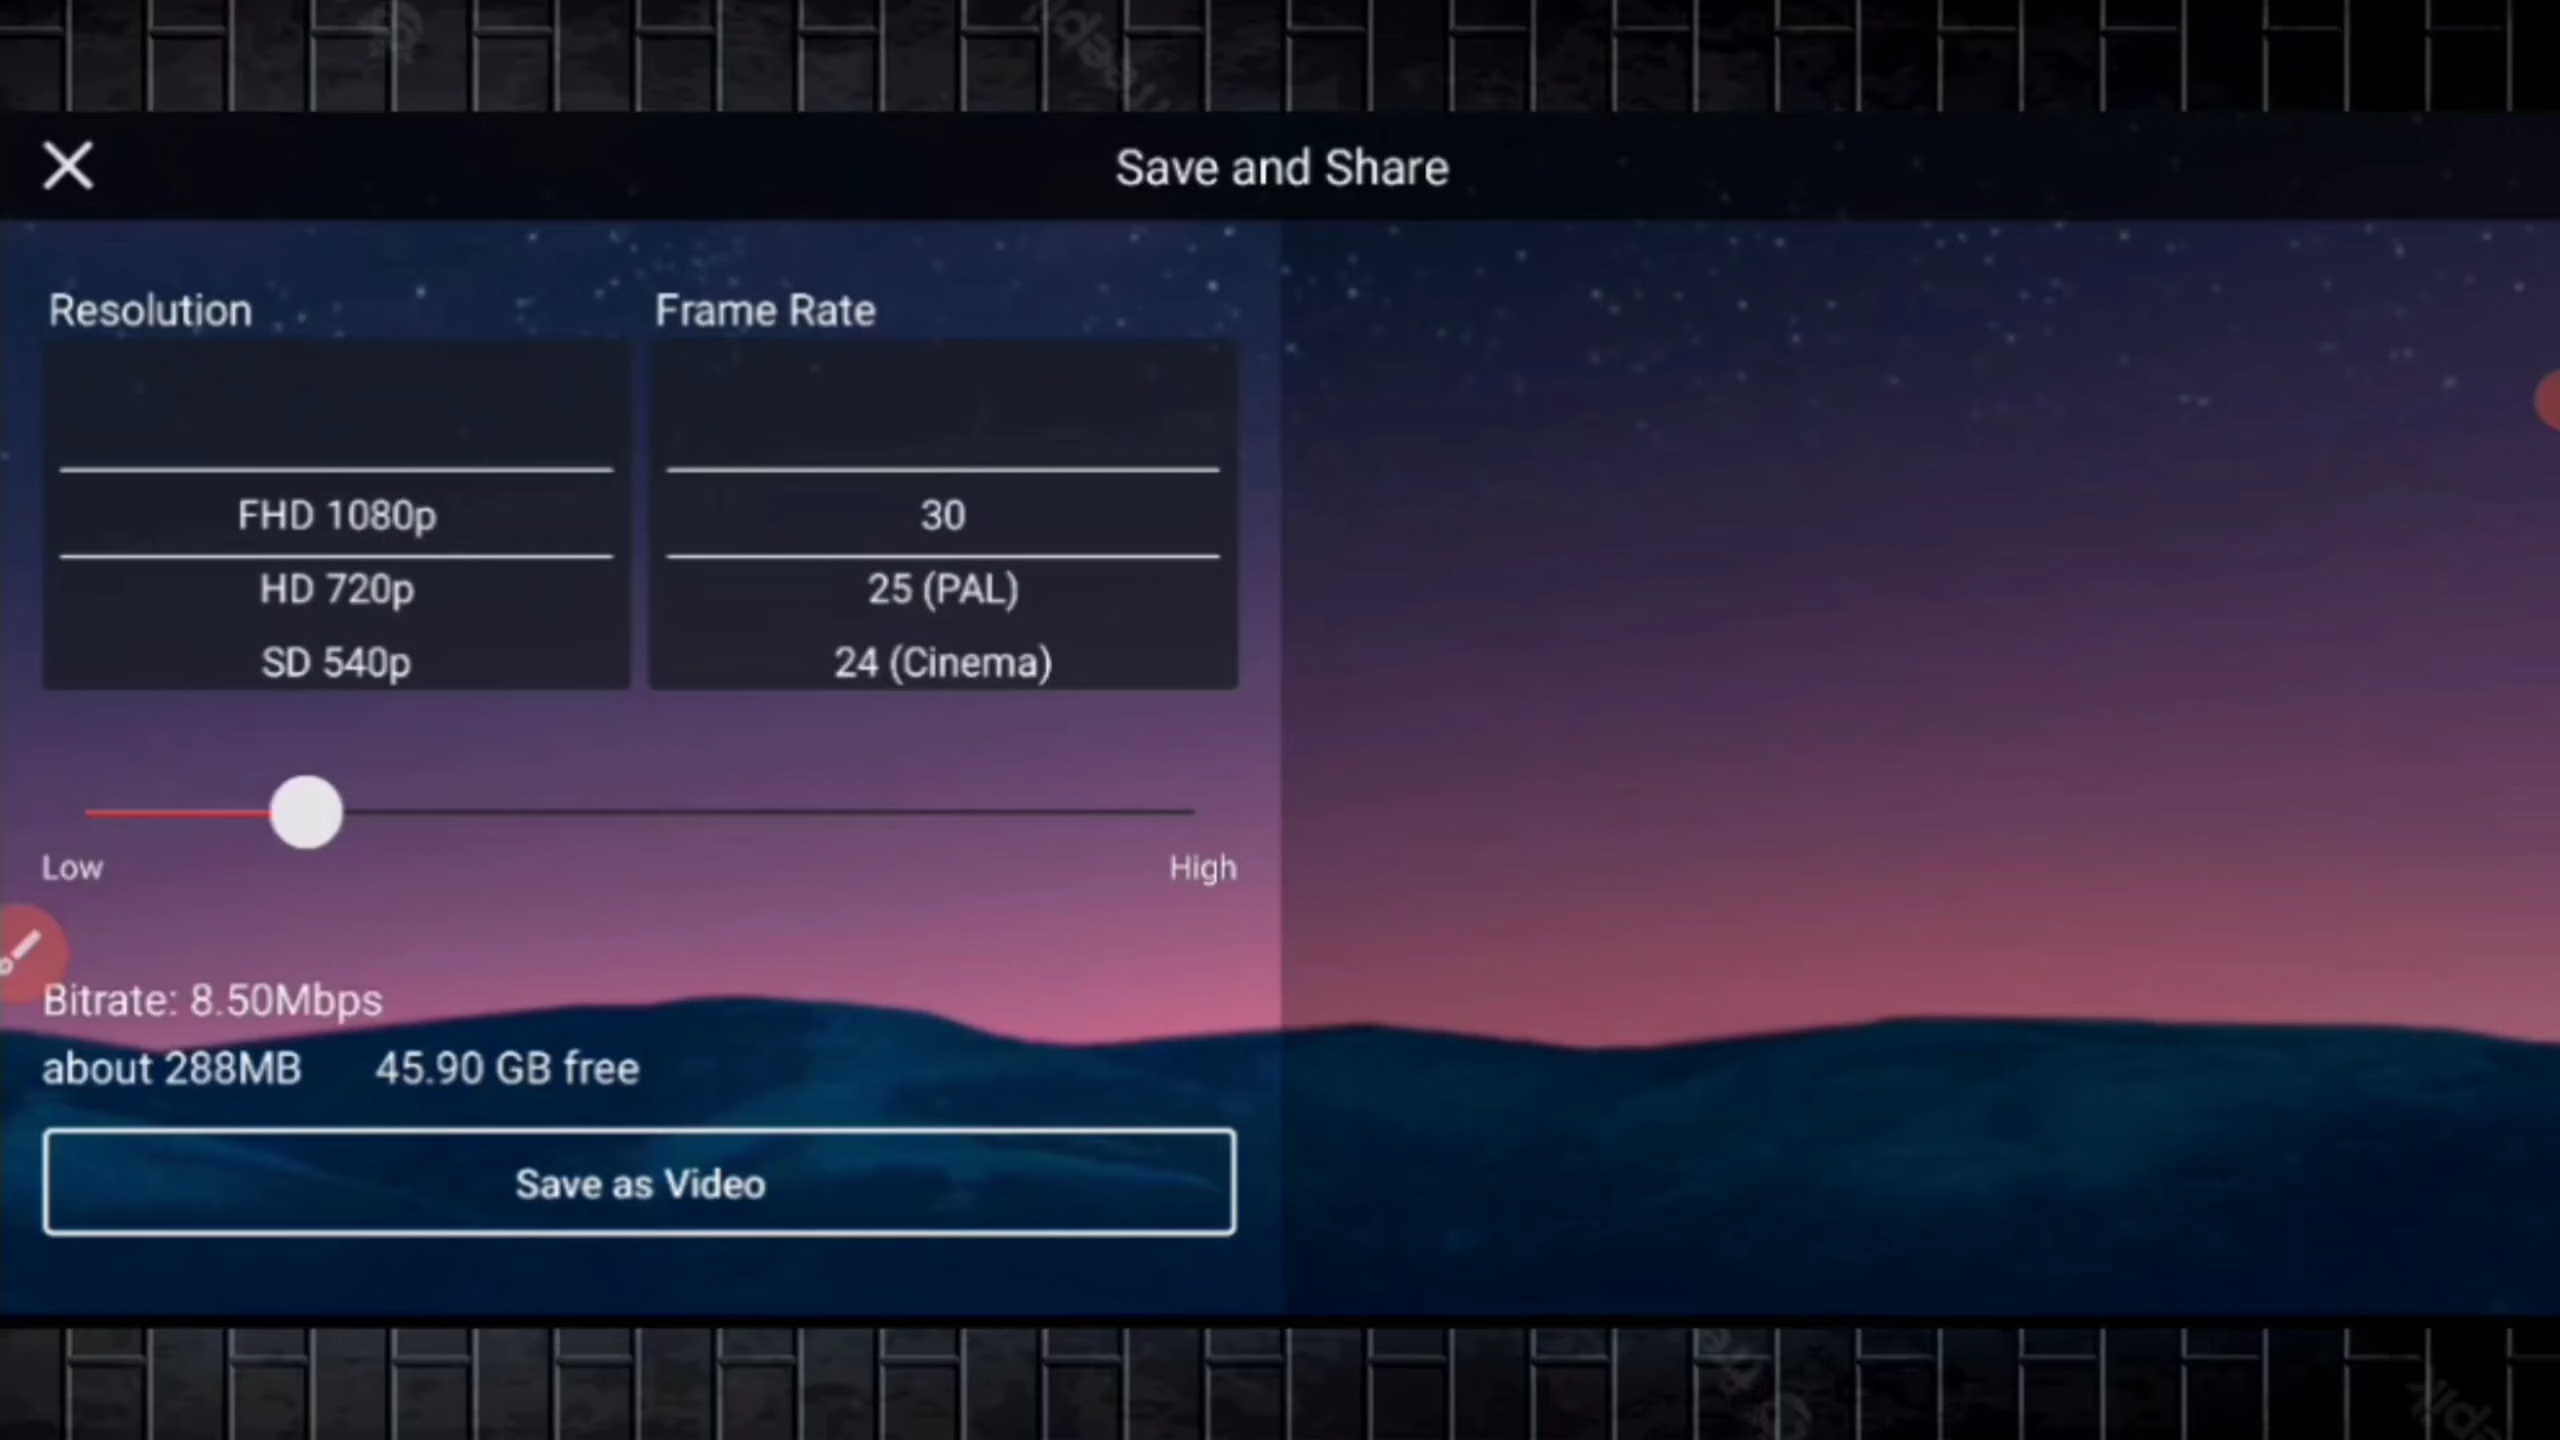 Save and Share
Resolution
Frame Rate
FHD 1080p
30
HD 720p
25 (PAL)
SD 540p
24 (Cinema)
Low
High
Bitrate: 8.50Mbps
about 288MB 45.90 GB free
Save as Video